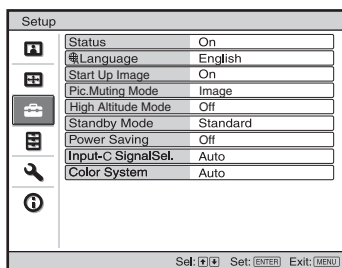 Setup
Status On
Language English
Start Up Image On
Pic.Muting Mode Image
High Altitude Mode Off
Standby Mode Standard
Power Saving Off
Input-C SignalSel. Auto
Color System Auto
Sel: Set: ENTER Exit: MENU